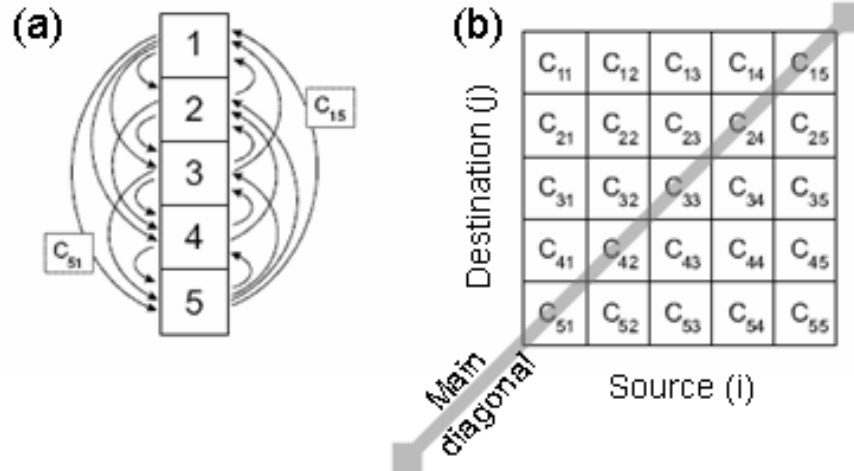 (a)
1
2
3
4
5
C15
C51
(b)
C11 C12 C13 C14 C15
C21 C22 C23 C24 C25
C31 C32 C33 C34 C35
C41 C42 C43 C44 C45
C51 C52 C53 C54 C55
Destination (j)
Source (i)
Main
diagonal